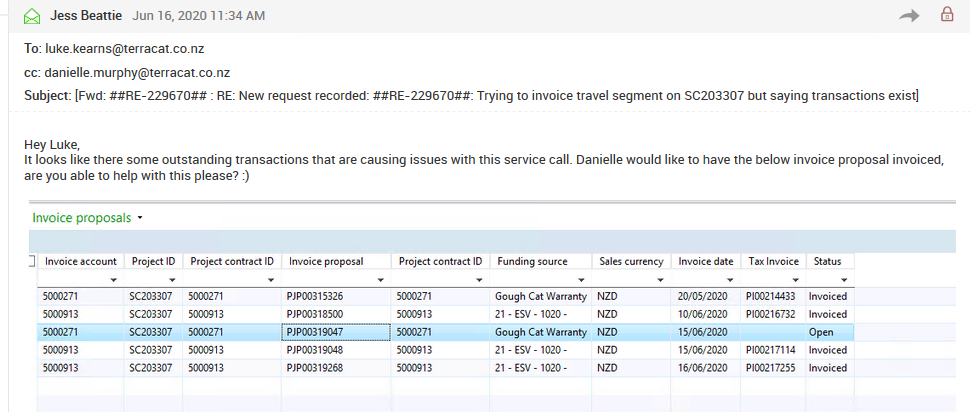 Jess Beattie Jun 16, 2020 11:34 AM
To: luke.kearns@terracat.co.nz
cc: danielle.murphy@terracat.co.nz
Subject: [Fwd: ##RE-229670## : RE: New request recorded: ##RE-229670##: Trying to invoice travel segment on SC203307 but saying transactions exist]
Hey Luke,
It looks like there some outstanding transactions that are causing issues with this service call. Danielle would like to have the below invoice proposal invoiced,
are you able to help with this please? :)
Invoice proposals
Invoice account Project ID Project contract ID Invoice proposal Project contract ID Funding source Sales currency Invoice date Tax Invoice Status
5000271 SC203307 5000271 PJP00315326 5000271 Gough Cat Warranty NZD 20/05/2020 PI00214433 Invoiced
5000913 SC203307 5000913 PJP00318500 5000913 21 - ESV - 1020 - NZD 10/06/2020 PI00216732 Invoiced
5000271 SC203307 5000271 PJP00319047 5000271 Gough Cat Warranty NZD 15/06/2020 Open
5000913 SC203307 5000913 PJP00319048 5000913 21 - ESV - 1020 - NZD 15/06/2020 PI00217114 Invoiced
5000913 SC203307 5000913 PJP00319268 5000913 21 - ESV - 1020 - NZD 16/06/2020 PI00217255 Invoiced